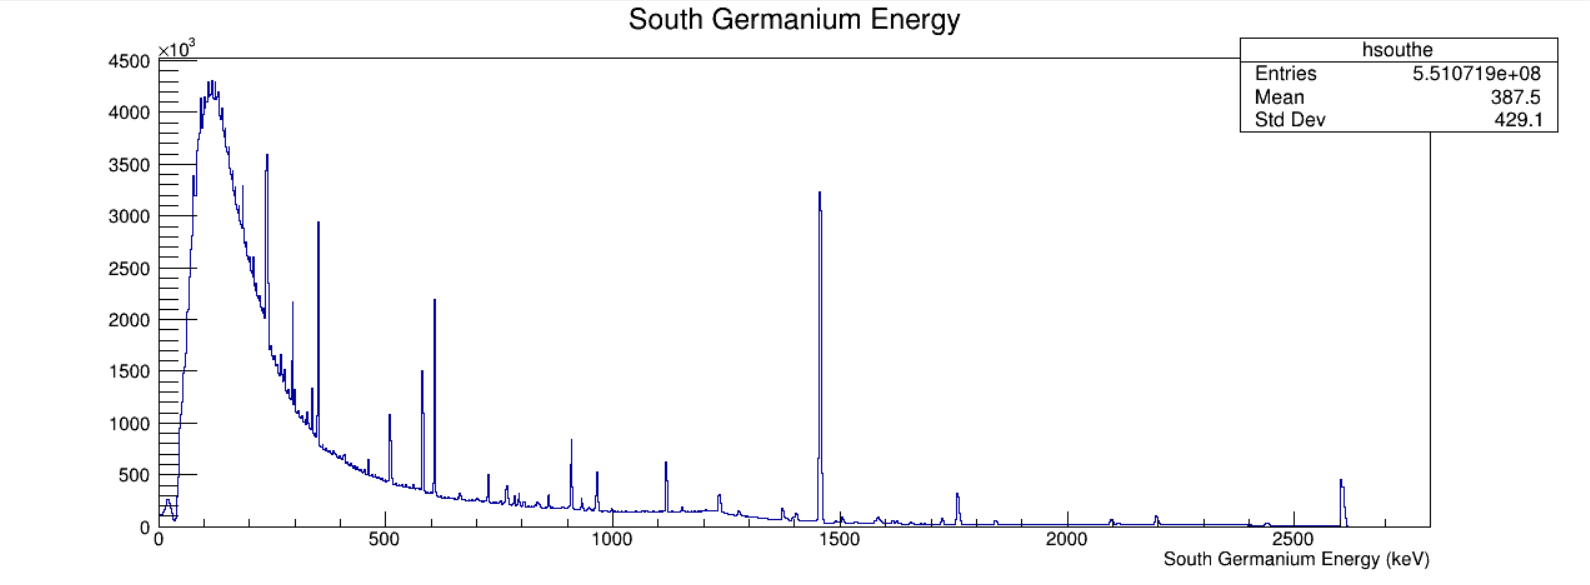 South Germanium Energy
×10³
hsouthe
Entries 5.510719e+08
Mean 387.5
Std Dev 429.1
4500
4000
3500
3000
2500
2000
1500
1000
500
0
0 500 1000 1500 2000 2500
South Germanium Energy (keV)